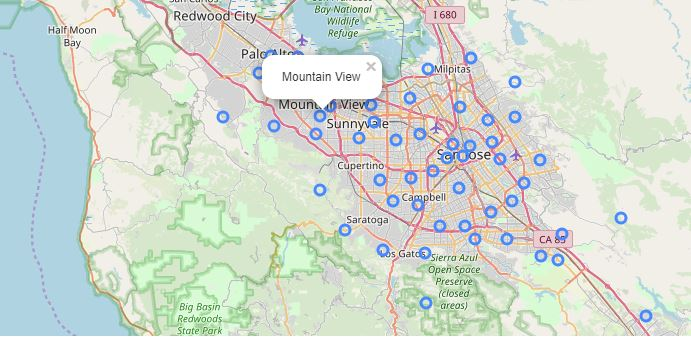 San Carlos
Redwood City
Half Moon
Bay
Bay National
Wildlife
Refuge
I 680
Palo Alto
Milpitas
Mountain View
×
Mountain View
Sunnyvale
San Jose
Cupertino
Campbell
Saratoga
CA 85
Los Gatos
Sierra Azul
Open Space
Preserve
(closed
areas)
Big Basin
Redwoods
State Park